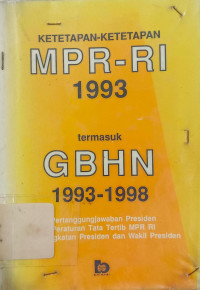 KETETAPAN-KETETAPAN
MPR-RI
1993
termasuk
GBHN
1993-1998
Pertanggungjawaban Presiden
Peraturan Tata Tertib MPR RI
Presiden dan Wakil Presiden